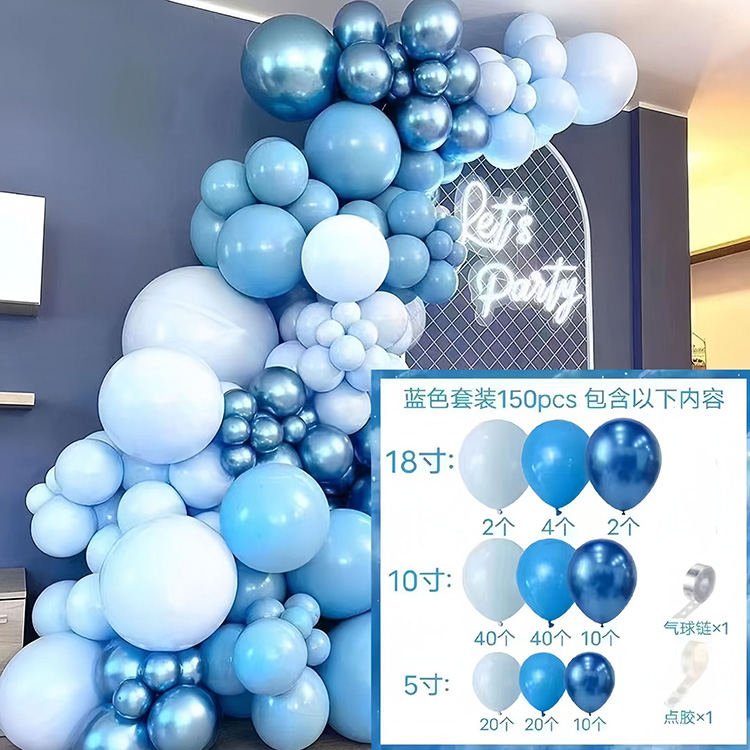 Let's
Party
蓝色套装150pcs 包含以下内容
18寸:
2个 4个 2个
10寸:
40个 40个 10个
气球链×1
5寸:
20个 20个 10个
点胶×1